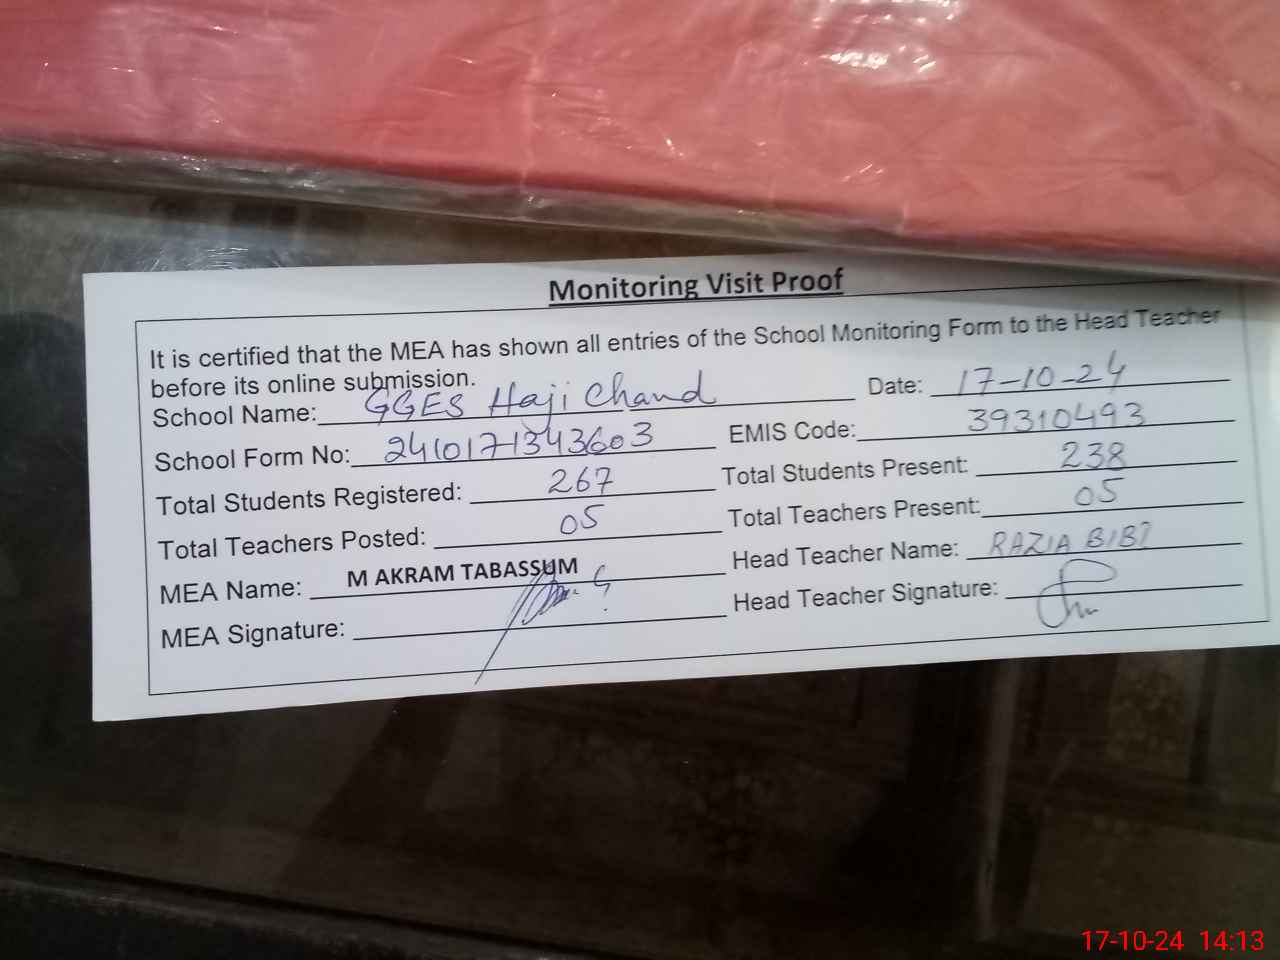 Monitoring Visit Proof
It is certified that the MEA has shown all entries of the School Monitoring Form to the Head Teacher
before its online submission.
School Name: GGES Haji Chand Date: 17-10-24
School Form No: 2410171343603 EMIS Code: 39310493
Total Students Registered: 267 Total Students Present: 238
Total Teachers Posted: 05 Total Teachers Present: 05
MEA Name: M AKRAM TABASSUM Head Teacher Name: RAZIA BIBI
MEA Signature: Head Teacher Signature:
17-10-24 14:13